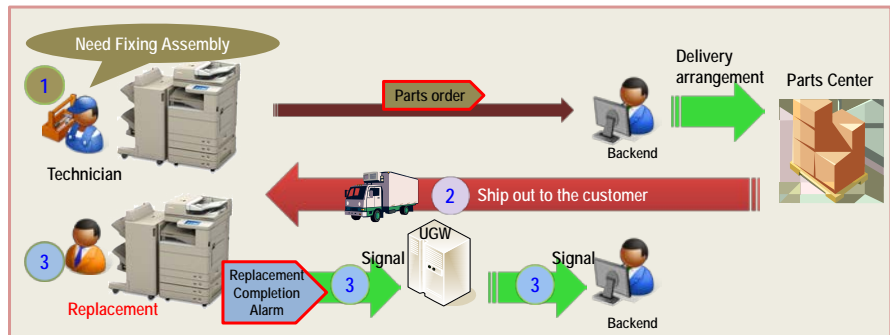 Need Fixing Assembly
1
Technician
Parts order
Backend
Delivery
arrangement
Parts Center
2
Ship out to the customer
3
Replacement
Replacement
Completion
Alarm
3
Signal
UGW
3
Signal
Backend